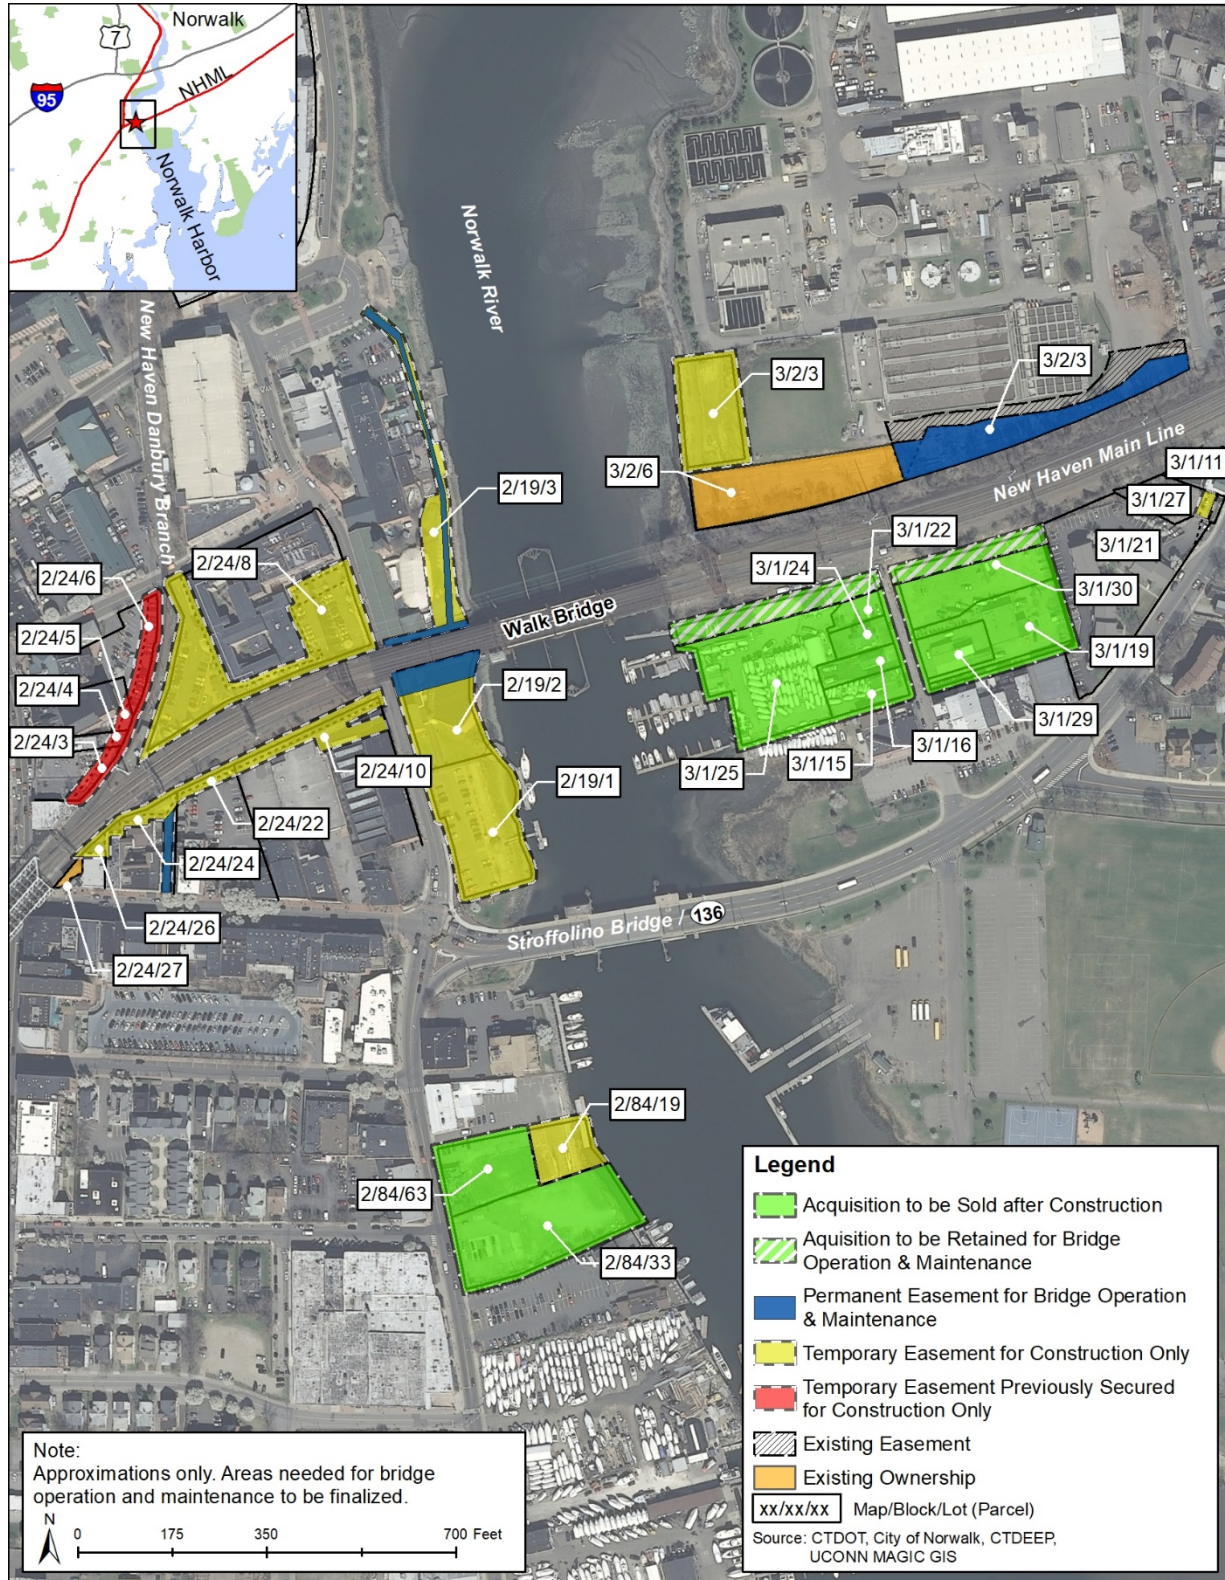 Norwalk
7
95
NHML
Norwalk Harbor
Norwalk River
New Haven Danbury Branch
3/2/3
3/2/3
3/2/6
New Haven Main Line
3/1/11
3/1/27
2/19/3
3/1/22
3/1/21
2/24/8
3/1/24
2/24/6
3/1/30
Walk Bridge
2/24/5
3/1/19
2/19/2
2/24/4
3/1/29
2/24/3
3/1/16
2/24/10
3/1/15
3/1/25
2/19/1
2/24/22
2/24/24
Stroffolino Bridge / 136
2/24/26
2/24/27
2/84/19
2/84/63
2/84/33
Legend
Acquisition to be Sold after Construction
Aquisition to be Retained for Bridge
Operation & Maintenance
Permanent Easement for Bridge Operation
& Maintenance
Temporary Easement for Construction Only
Temporary Easement Previously Secured
for Construction Only
Existing Easement
Existing Ownership
xx/xx/xx Map/Block/Lot (Parcel)
Source: CTDOT, City of Norwalk, CTDEEP,
UCONN MAGIC GIS
Note:
Approximations only. Areas needed for bridge
operation and maintenance to be finalized.
N
0 175 350 700 Feet